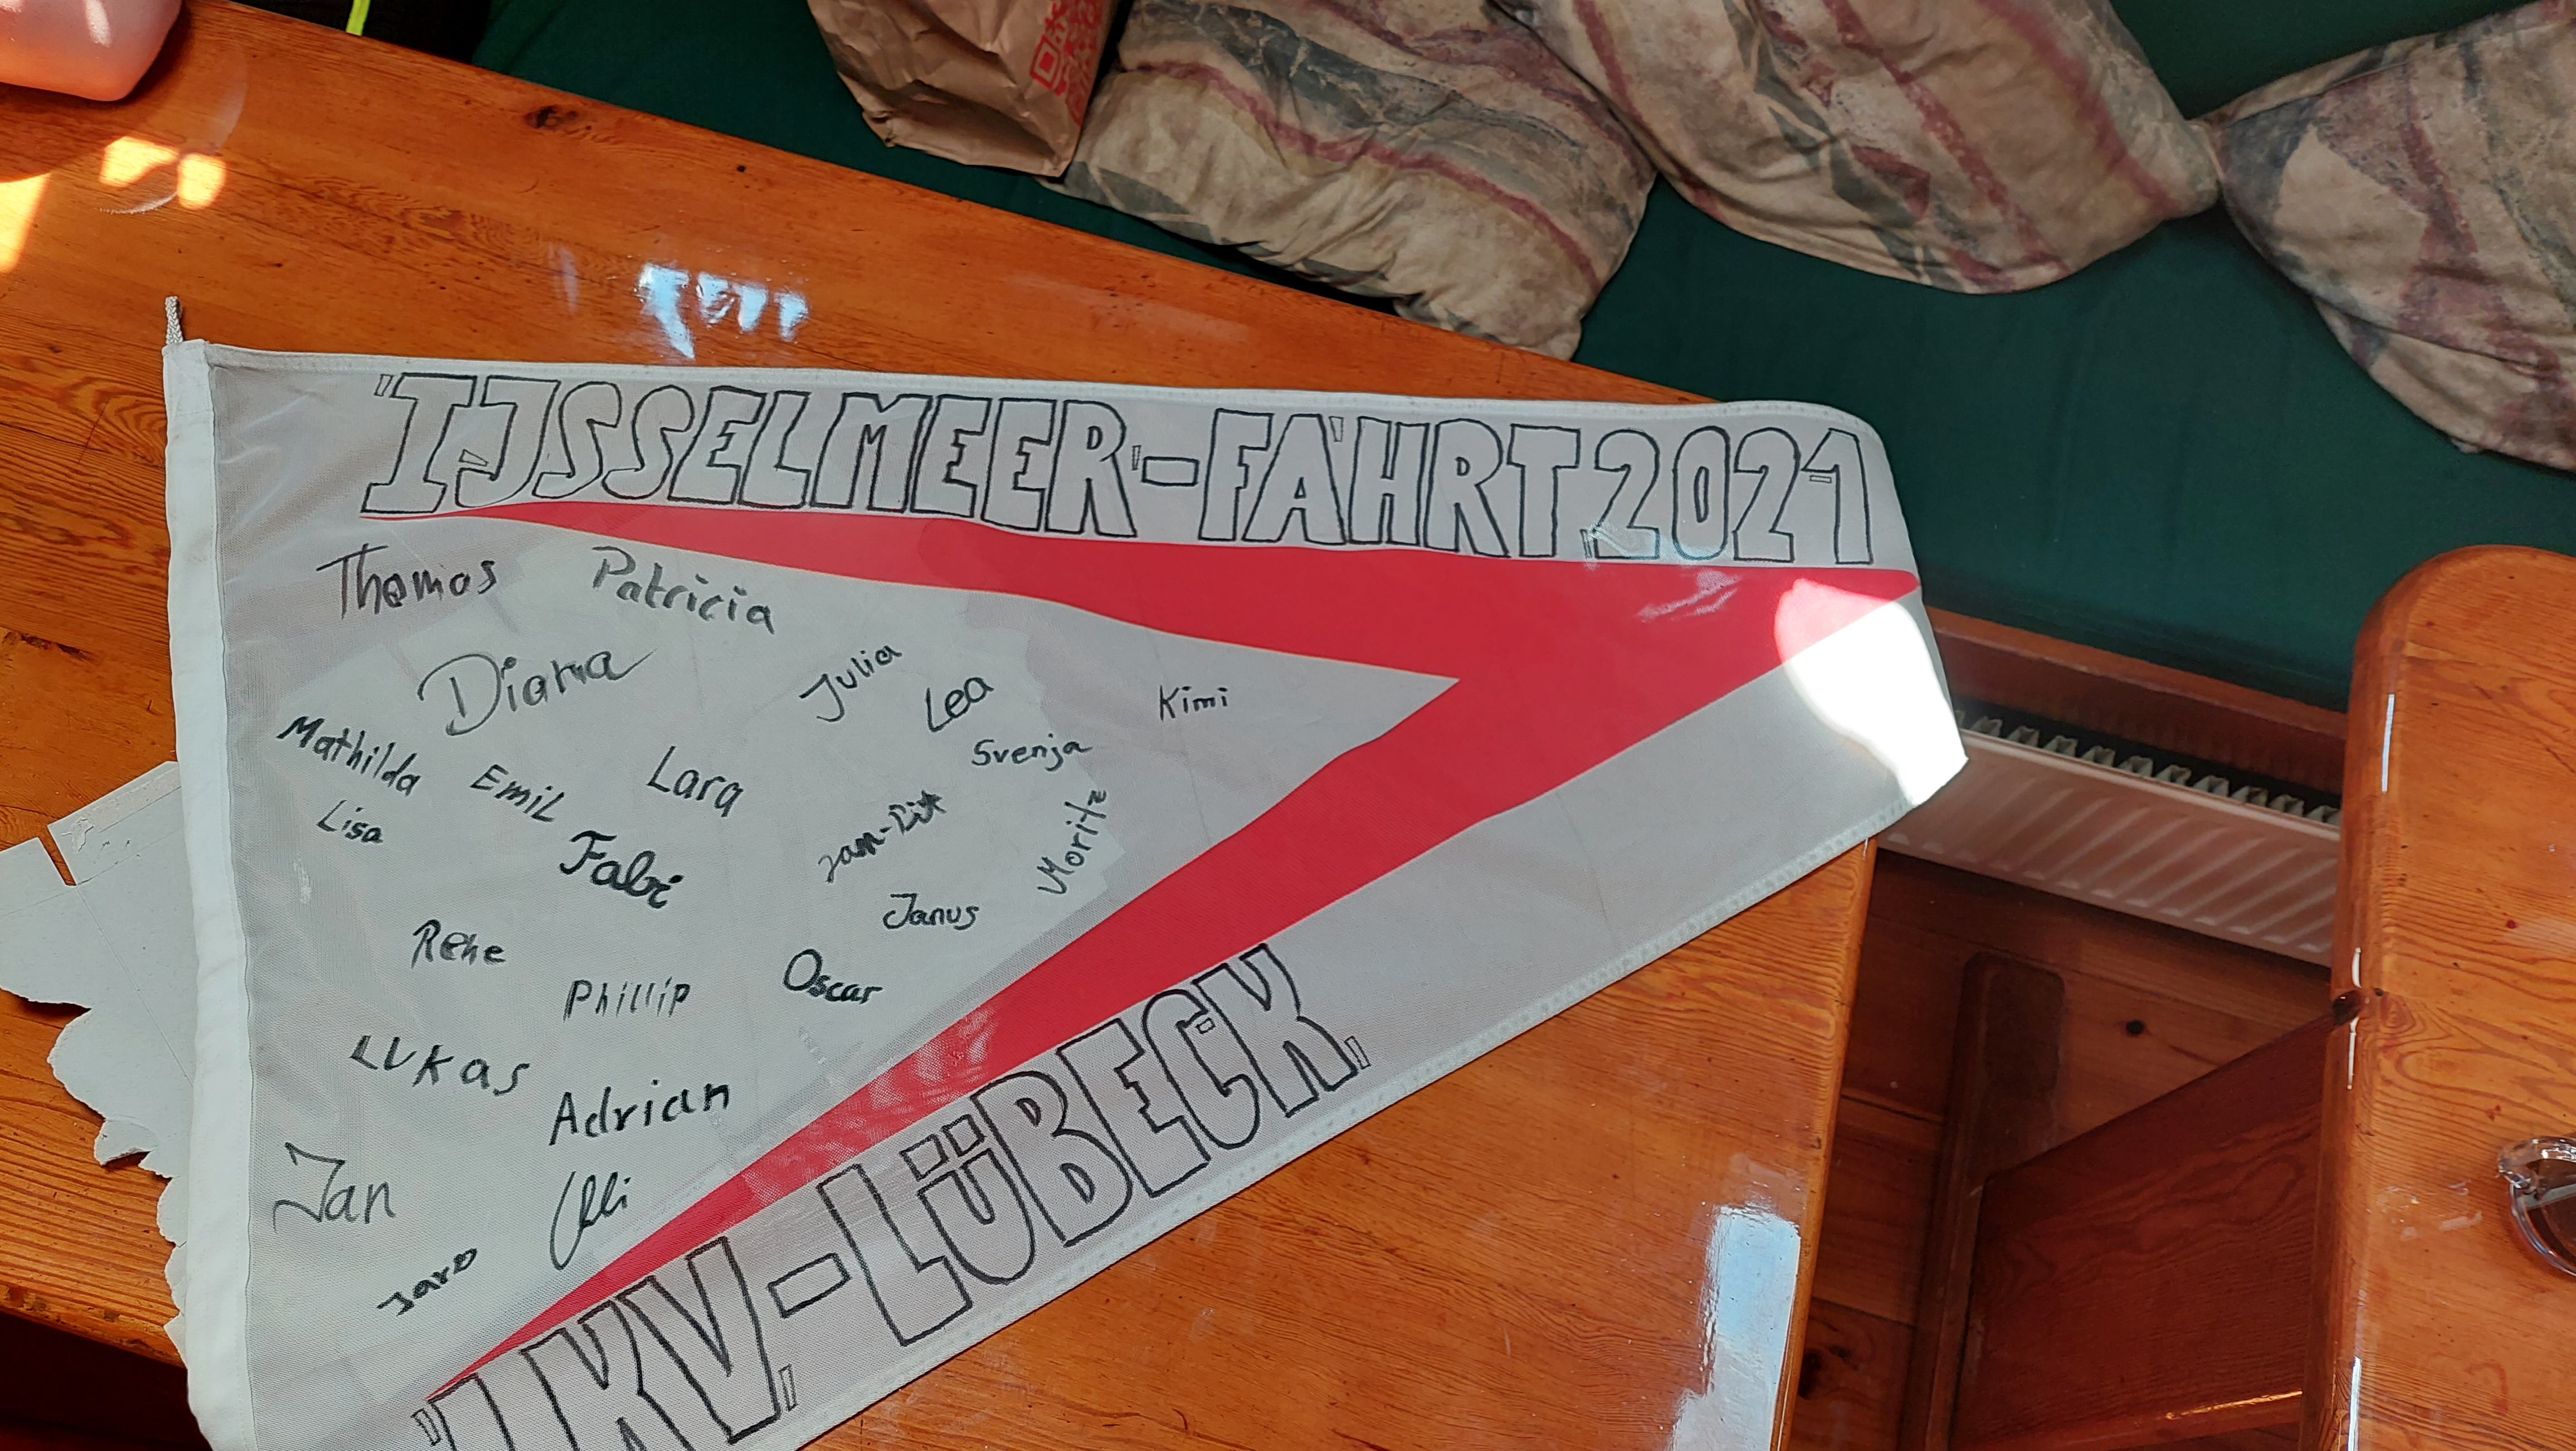 IJSSELMEER-FAHRT 2021
Thomas
Patricia
Diana
Julia
Lea
Kimi
Mathilda
Emil
Lara
Svenja
Lisa
Fabi
Moritz
Janus
Rene
Phillip
Oscar
LUKAS
Adrian
Jan
Ulli
Jaro
LKV-LÜBECK